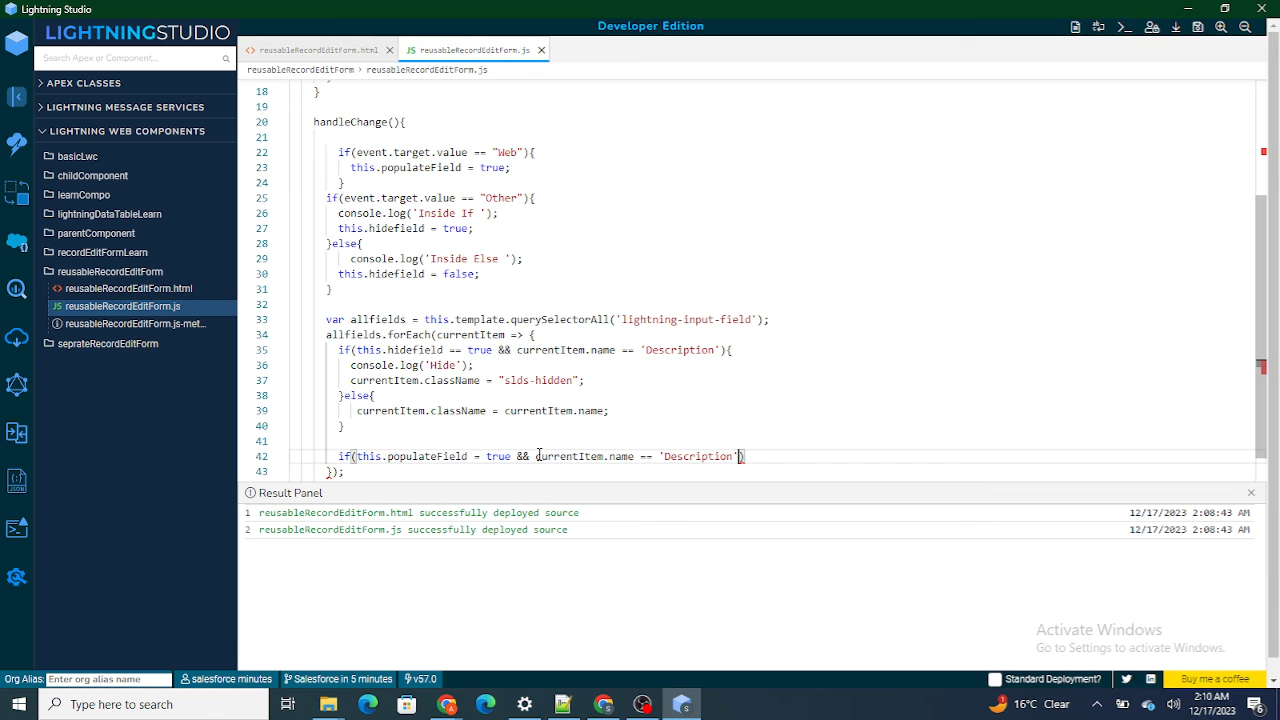 Developer Edition
LIGHTNINGSTUDIO
Search Apex or Component...
APEX CLASSES
LIGHTNING MESSAGE SERVICES
LIGHTNING WEB COMPONENTS
basicLwc
childComponent
learnCompo
lightningDataTableLearn
parentComponent
recordEditFormLearn
reusableRecordEditForm
reusableRecordEditForm.html
reusableRecordEditForm.js
reusableRecordEditForm.js-met...
seprateRecordForm
reusableRecordEditForm.html
JS reusableRecordEditForm.js
reusableRecordEditForm > reusableRecordEditForm.js
18 }
19
20 handleChange(){
21
22 if(event.target.value == "Web"){
23 this.populateField = true;
24 }
25 if(event.target.value == "Other"){
26 console.log('Inside If ');
27 this.hidefield = true;
28 }else{
29 console.log('Inside Else ');
30 this.hidefield = false;
31 }
32
33 var allfields = this.template.querySelectorAll('lightning-input-field');
34 allfields.forEach(currentItem => {
35 if(this.hidefield == true && currentItem.name == 'Description'){
36 console.log('Hide');
37 currentItem.className = "slds-hidden";
38 }else{
39 currentItem.className = currentItem.name;
40 }
41
42 if(this.populateField = true && currentItem.name == 'Description')
43 });
Result Panel
1 reusableRecordEditForm.html successfully deployed source 12/17/2023 2:08:43 AM
2 reusableRecordEditForm.js successfully deployed source 12/17/2023 2:08:43 AM
Activate Windows
Go to Settings to activate Windows.
Org Alias: Enter org alias name
salesforce minutes
Salesforce in 5 minutes
v57.0
Standard Deployment?
Buy me a coffee
Type here to search
16°C Clear
2:10 AM
12/17/2023
6